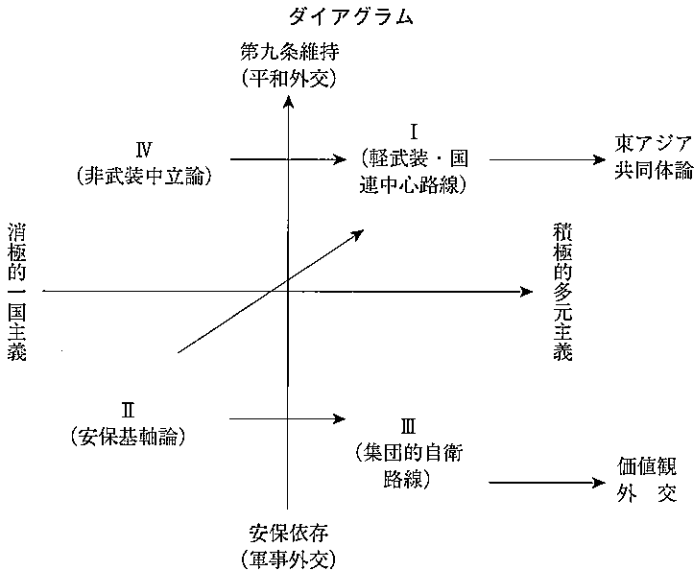 ダイアグラム
第九条維持
(平和外交)
Ⅳ
(非武装中立論)
Ⅰ
(軽武装・国
連中心路線)
東アジア
共同体論
消極的一国主義
積極的多元主義
Ⅱ
(安保基軸論)
Ⅲ
(集団的自衛
路線)
価値観
外 交
安保依存
(軍事外交)